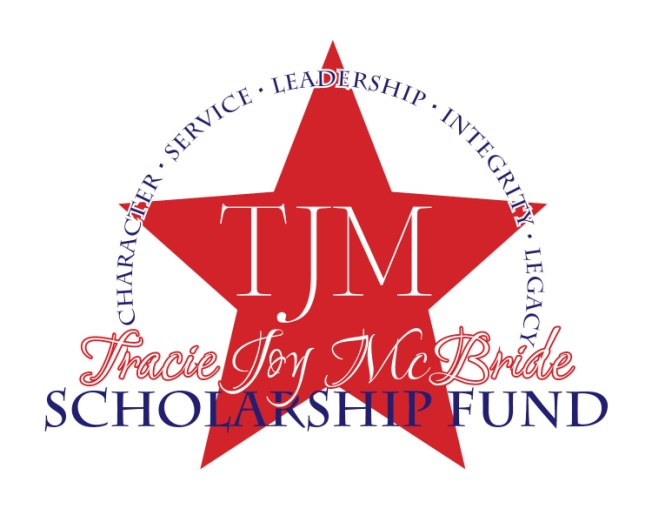 CHARACTER · SERVICE · LEADERSHIP · INTEGRITY · LEGACY
TJM
Tracie Joy McBride
SCHOLARSHIP FUND